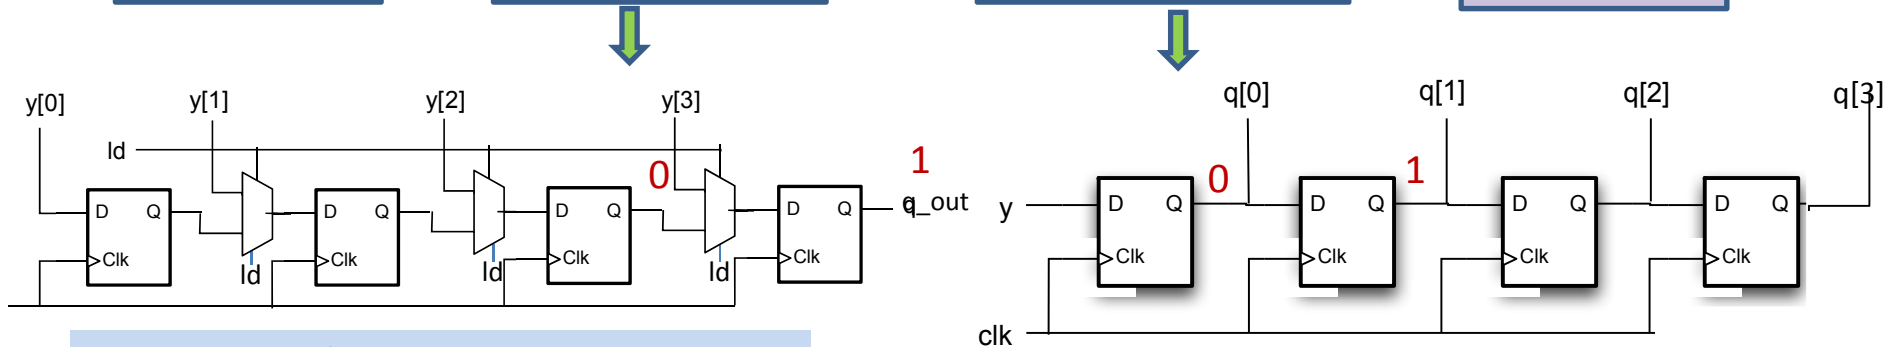 y[0] y[1] y[2] y[3] q[0] q[1] q[2] q[3]
ld 0 1 0 1
D Q D Q D Q D Q q_out y D Q D Q D Q D Q
Clk ld Clk ld Clk ld Clk Clk Clk Clk Clk
clk